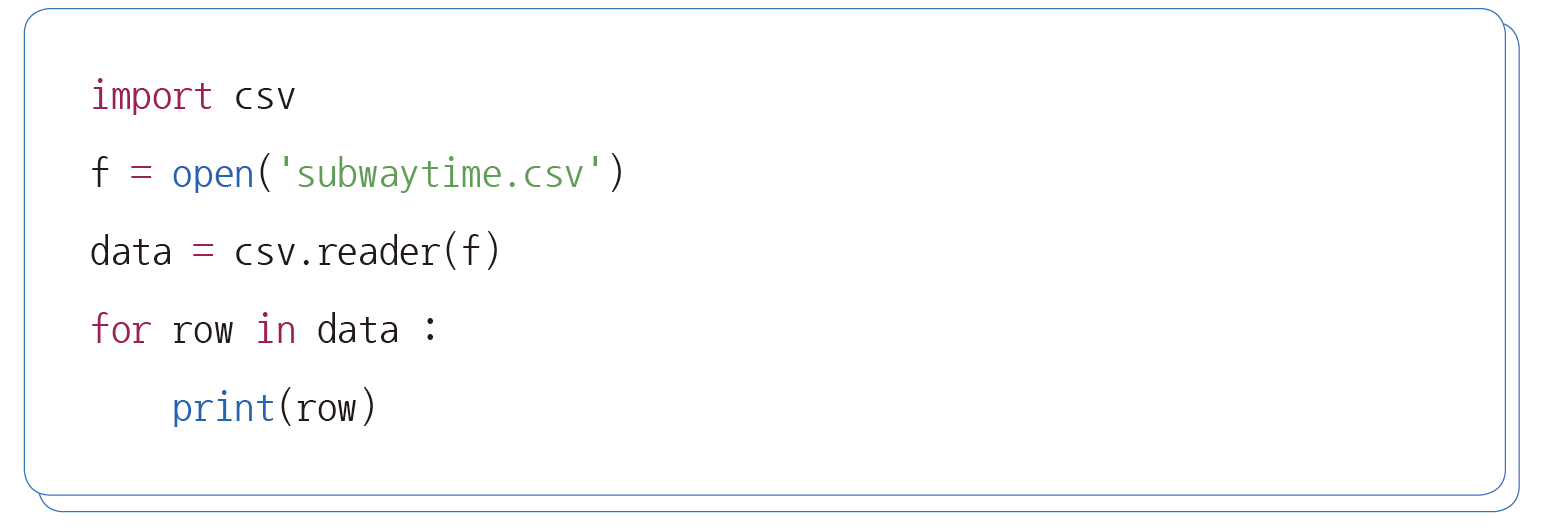 import csv
f = open('subwaytime.csv')
data = csv.reader(f)
for row in data :
    print(row)